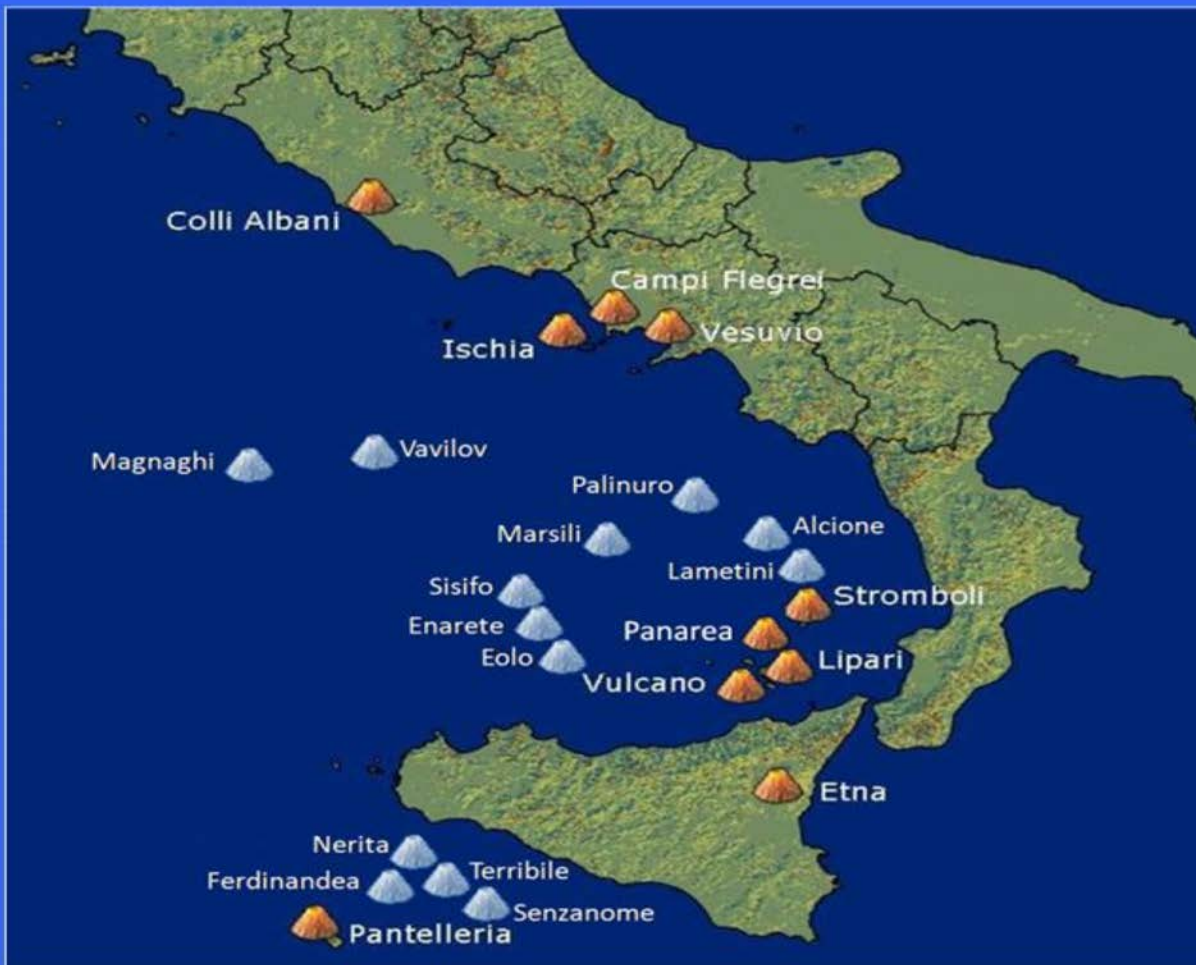 Colli Albani
Campi Flegrei
Ischia
Vesuvio
Magnaghi
Vavilov
Palinuro
Marsili
Alcione
Lametini
Sisifo
Stromboli
Enarete
Panarea
Eolo
Lipari
Vulcano
Etna
Nerita
Terribile
Ferdinandea
Senzanome
Pantelleria